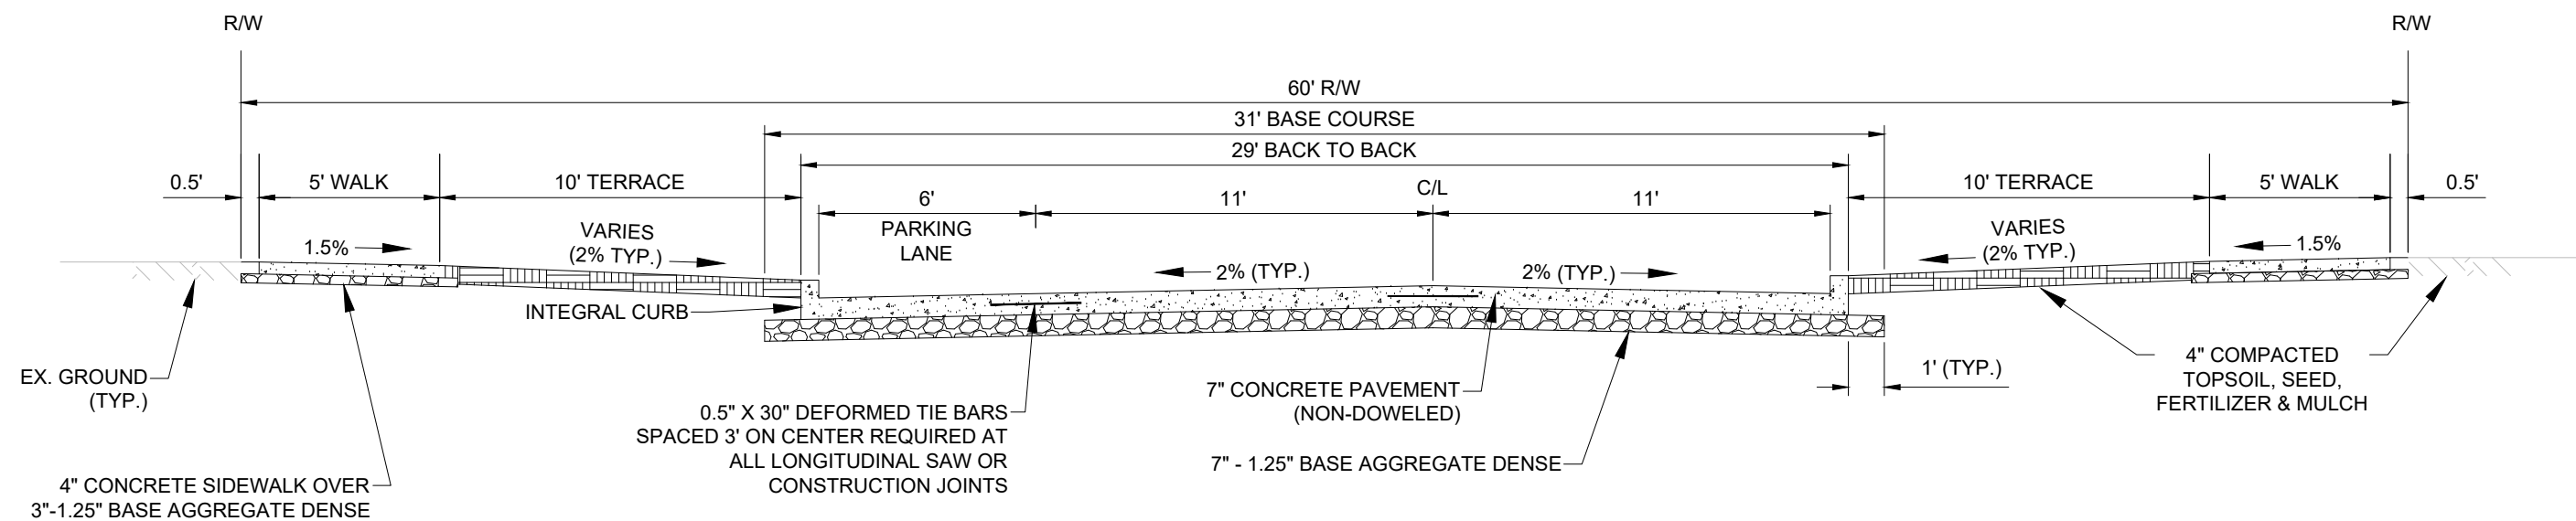 R/W
R/W
60' R/W
31' BASE COURSE
29' BACK TO BACK
0.5'
5' WALK
10' TERRACE
6'
PARKING
LANE
11'
C/L
11'
10' TERRACE
5' WALK
0.5'
1.5%
VARIES
(2% TYP.)
2% (TYP.)
2% (TYP.)
VARIES
(2% TYP.)
1.5%
INTEGRAL CURB
EX. GROUND
(TYP.)
4" CONCRETE SIDEWALK OVER
3"-1.25" BASE AGGREGATE DENSE
0.5" X 30" DEFORMED TIE BARS
SPACED 3' ON CENTER REQUIRED AT
ALL LONGITUDINAL SAW OR
CONSTRUCTION JOINTS
7" CONCRETE PAVEMENT
(NON-DOWELED)
7" - 1.25" BASE AGGREGATE DENSE
1' (TYP.)
4" COMPACTED
TOPSOIL, SEED,
FERTILIZER & MULCH